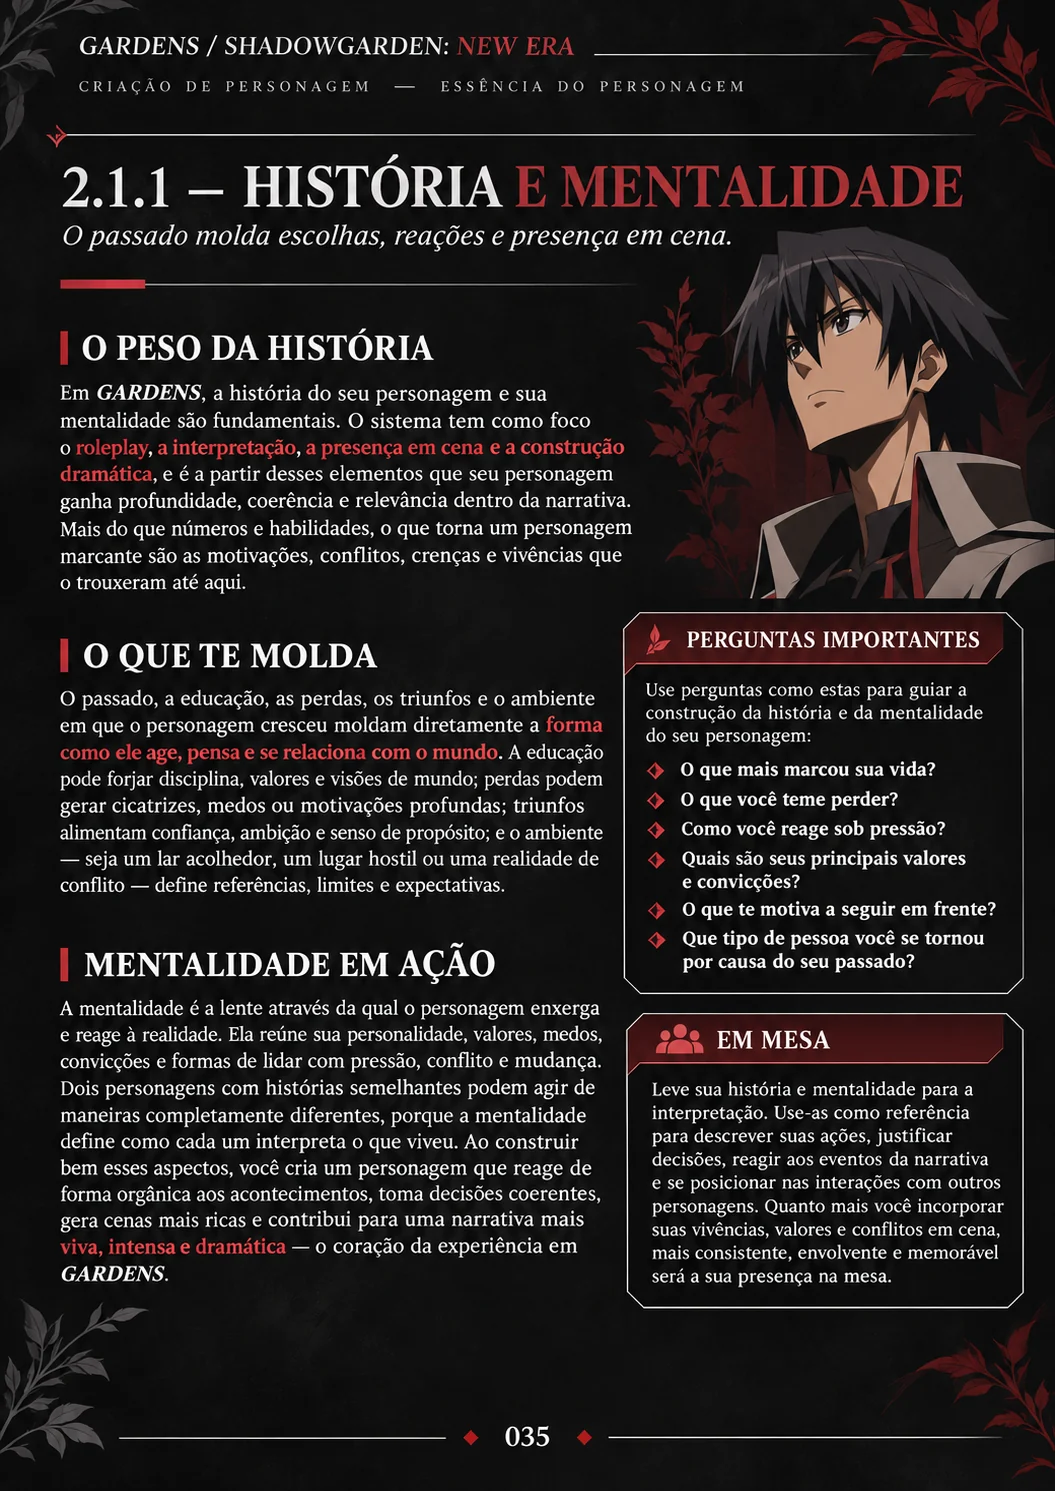 GARDENS / SHADOWGARDEN: NEW ERA
CRIAÇÃO DE PERSONAGEM — ESSÊNCIA DO PERSONAGEM
2.1.1 — HISTÓRIA E MENTALIDADE
O passado molda escolhas, reações e presença em cena.
O PESO DA HISTÓRIA
Em GARDENS, a história do seu personagem e sua
mentalidade são fundamentais. O sistema tem como foco
o roleplay, a interpretação, a presença em cena e a construção
dramática, e é a partir desses elementos que seu personagem
ganha profundidade, coerência e relevância dentro da narrativa.
Mais do que números e habilidades, o que torna um personagem
marcante são as motivações, conflitos, crenças e vivências que
o trouxeram até aqui.
O QUE TE MOLDA
O passado, a educação, as perdas, os triunfos e o ambiente
em que o personagem cresceu moldam diretamente a forma
como ele age, pensa e se relaciona com o mundo. A educação
pode forjar disciplina, valores e visões de mundo; perdas podem
gerar cicatrizes, medos ou motivações profundas; triunfos
alimentam confiança, ambição e senso de propósito; e o ambiente
— seja um lar acolhedor, um lugar hostil ou uma realidade de
conflito — define referências, limites e expectativas.
MENTALIDADE EM AÇÃO
A mentalidade é a lente através da qual o personagem enxerga
e reage à realidade. Ela reúne sua personalidade, valores, medos,
convicções e formas de lidar com pressão, conflito e mudança.
Dois personagens com histórias semelhantes podem agir de
maneiras completamente diferentes, porque a mentalidade
define como cada um interpreta o que viveu. Ao construir
bem esses aspectos, você cria um personagem que reage de
forma orgânica aos acontecimentos, toma decisões coerentes,
gera cenas mais ricas e contribui para uma narrativa mais
viva, intensa e dramática — o coração da experiência em
GARDENS.
PERGUNTAS IMPORTANTES
Use perguntas como estas para guiar a
construção da história e da mentalidade
do seu personagem:
O que mais marcou sua vida?
O que você teme perder?
Como você reage sob pressão?
Quais são seus principais valores
e convicções?
O que te motiva a seguir em frente?
Que tipo de pessoa você se tornou
por causa do seu passado?
EM MESA
Leve sua história e mentalidade para a
interpretação. Use-as como referência
para descrever suas ações, justificar
decisões, reagir aos eventos da narrativa
e se posicionar nas interações com outros
personagens. Quanto mais você incorporar
suas vivências, valores e conflitos em cena,
mais consistente, envolvente e memorável
será a sua presença na mesa.
035